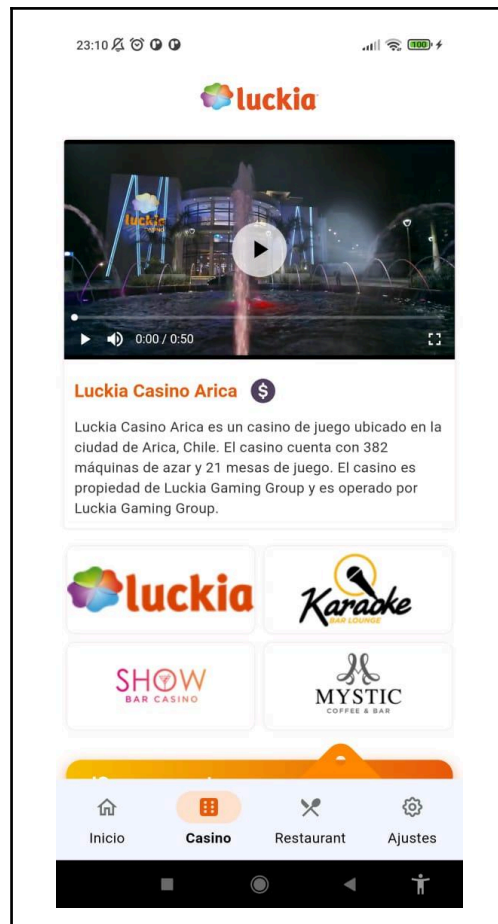 23:10
100
luckia
luckia
0:00 / 0:50
Luckia Casino Arica $
Luckia Casino Arica es un casino de juego ubicado en la
ciudad de Arica, Chile. El casino cuenta con 382
máquinas de azar y 21 mesas de juego. El casino es
propiedad de Luckia Gaming Group y es operado por
Luckia Gaming Group.
luckia
Karaoke
BAR LOUNGE
SHOW
BAR CASINO
MYSTIC
COFFEE & BAR
Inicio
Casino
Restaurant
Ajustes